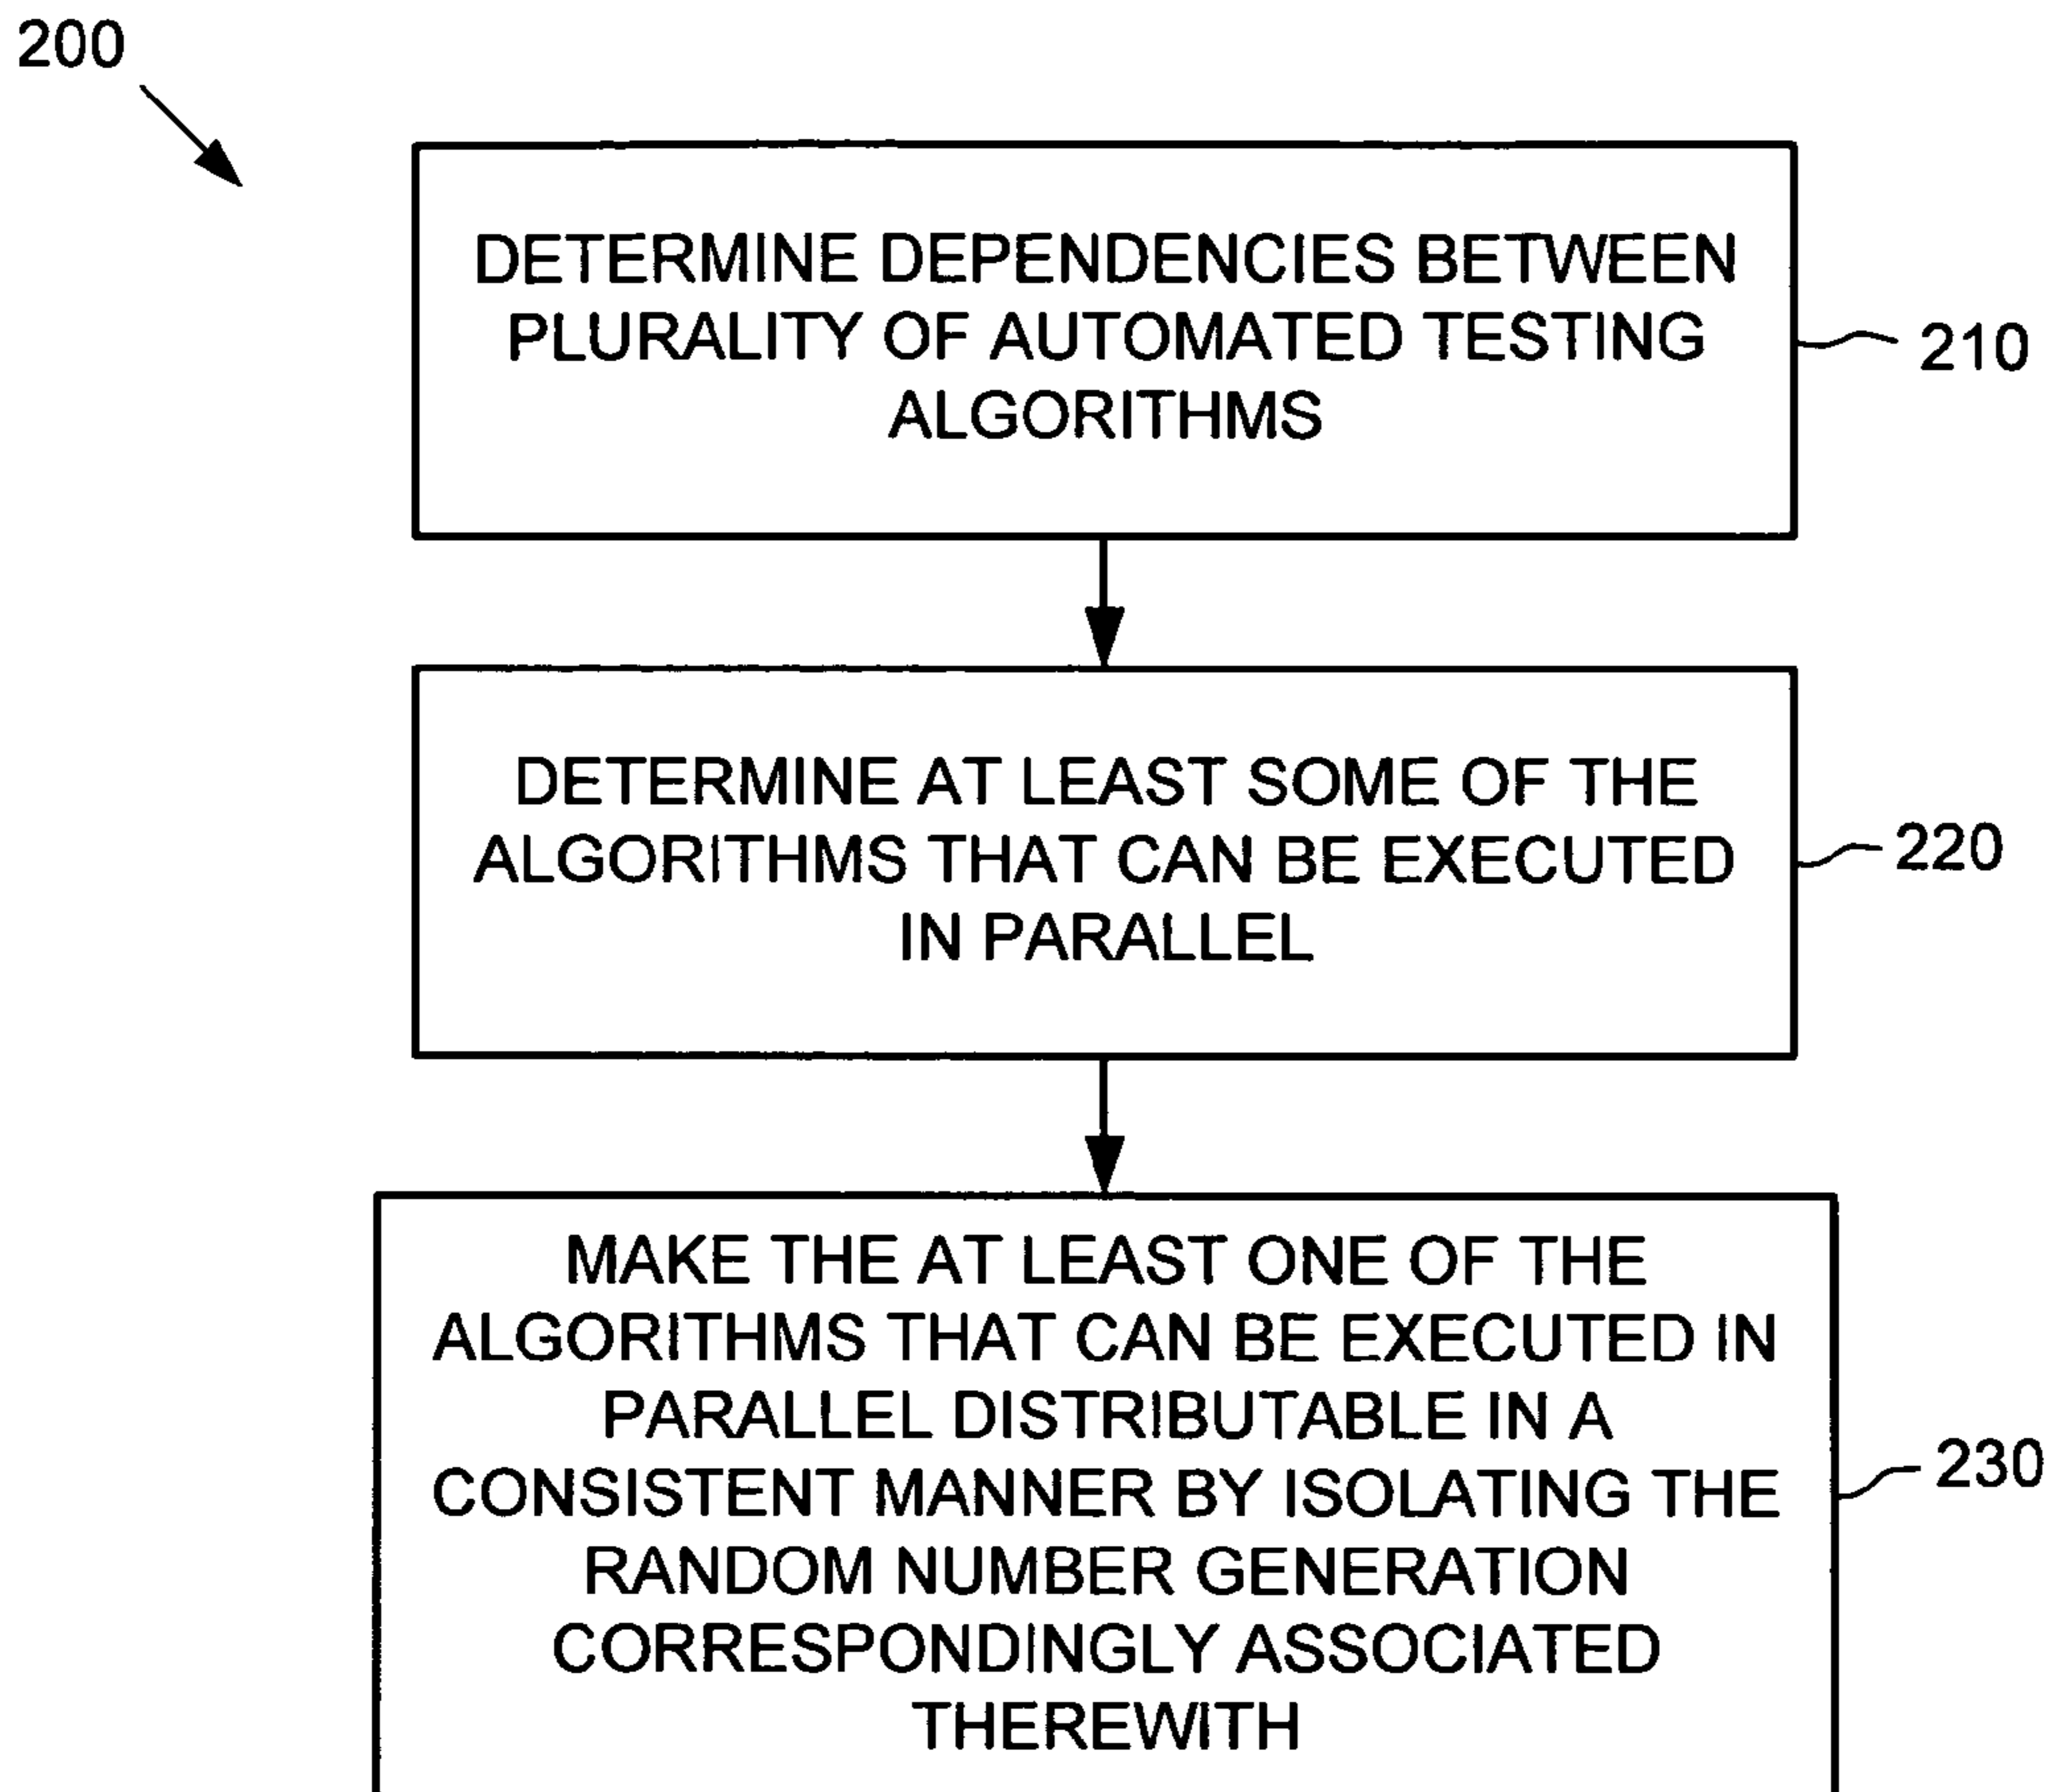 200
DETERMINE DEPENDENCIES BETWEEN
PLURALITY OF AUTOMATED TESTING
ALGORITHMS
210
DETERMINE AT LEAST SOME OF THE
ALGORITHMS THAT CAN BE EXECUTED
IN PARALLEL
220
MAKE THE AT LEAST ONE OF THE
ALGORITHMS THAT CAN BE EXECUTED IN
PARALLEL DISTRIBUTABLE IN A
CONSISTENT MANNER BY ISOLATING THE
RANDOM NUMBER GENERATION
CORRESPONDINGLY ASSOCIATED
THEREWITH
230